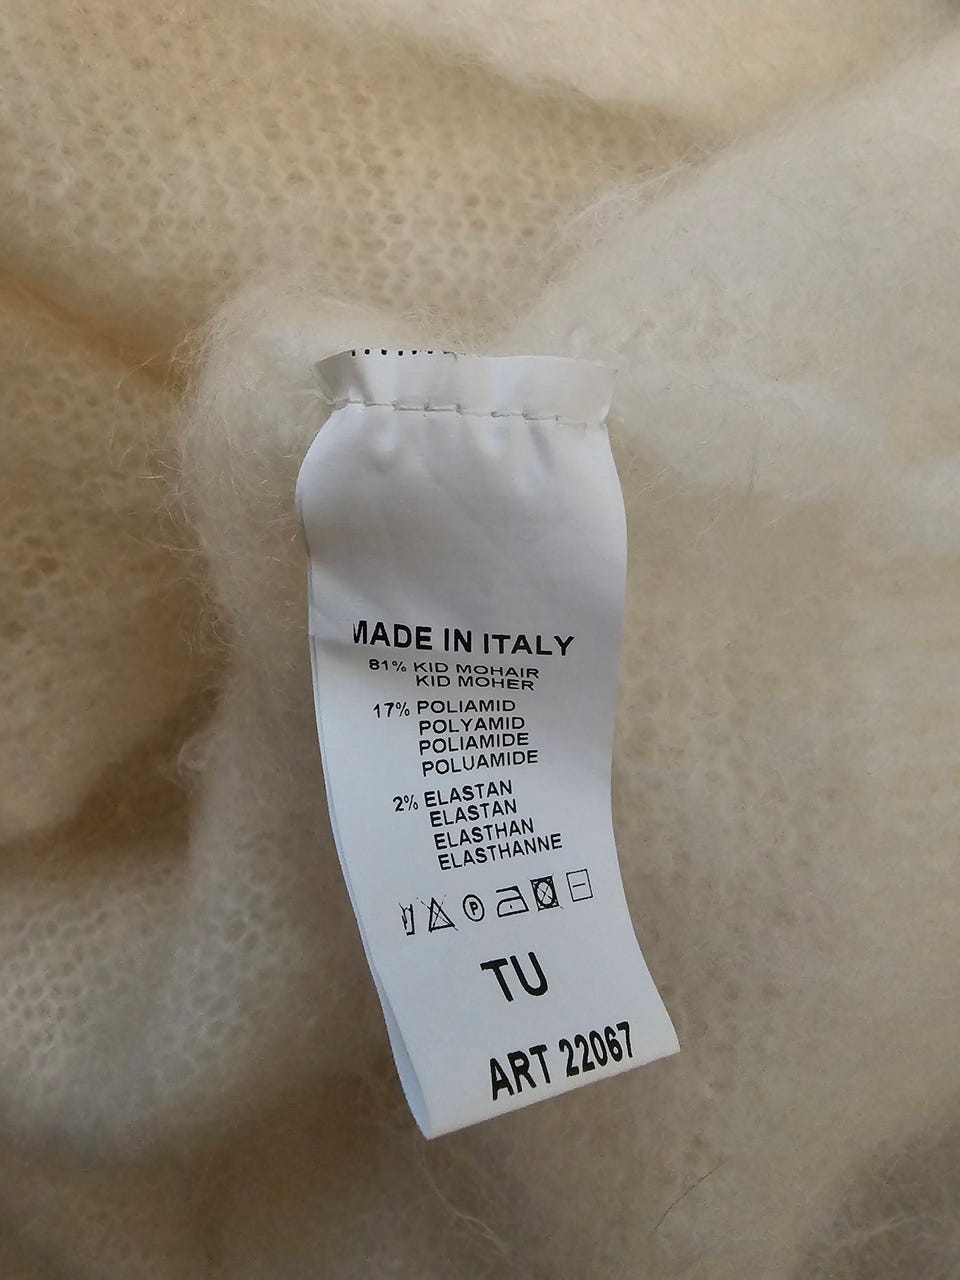 MADE IN ITALY
81% KID MOHAIR
KID MOHER
17% POLIAMID
POLYAMID
POLIAMIDE
POLUAMIDE
2% ELASTAN
ELASTAN
ELASTHAN
ELASTHANNE
P
TU
ART 22067